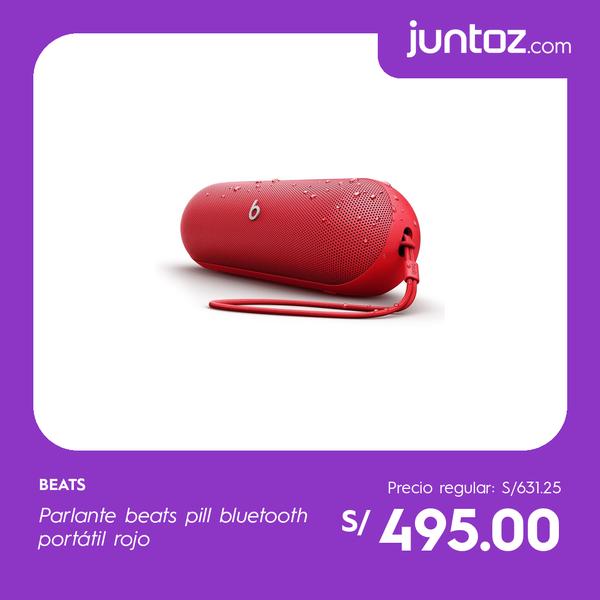 juntoz.com
b
BEATS
Parlante beats pill bluetooth
portátil rojo
Precio regular: S/631.25
S/ 495.00